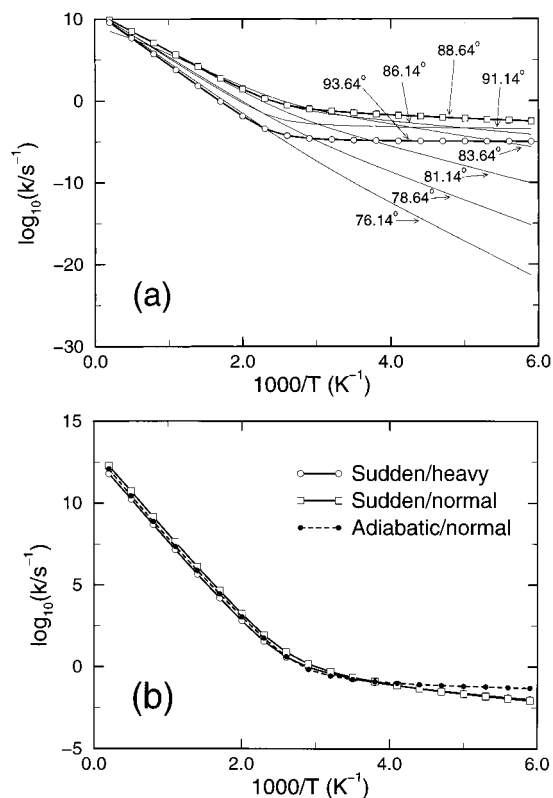 (a)
10
0
−10
−20
−30
log10(k/s⁻¹)
88.64°
93.64°
86.14°
91.14°
83.64°
81.14°
78.64°
76.14°
0.0
2.0
4.0
6.0
1000/T (K⁻¹)
15
10
5
0
−5
log10(k/s⁻¹)
Sudden/heavy
Sudden/normal
Adiabatic/normal
(b)
0.0
2.0
4.0
6.0
1000/T (K⁻¹)